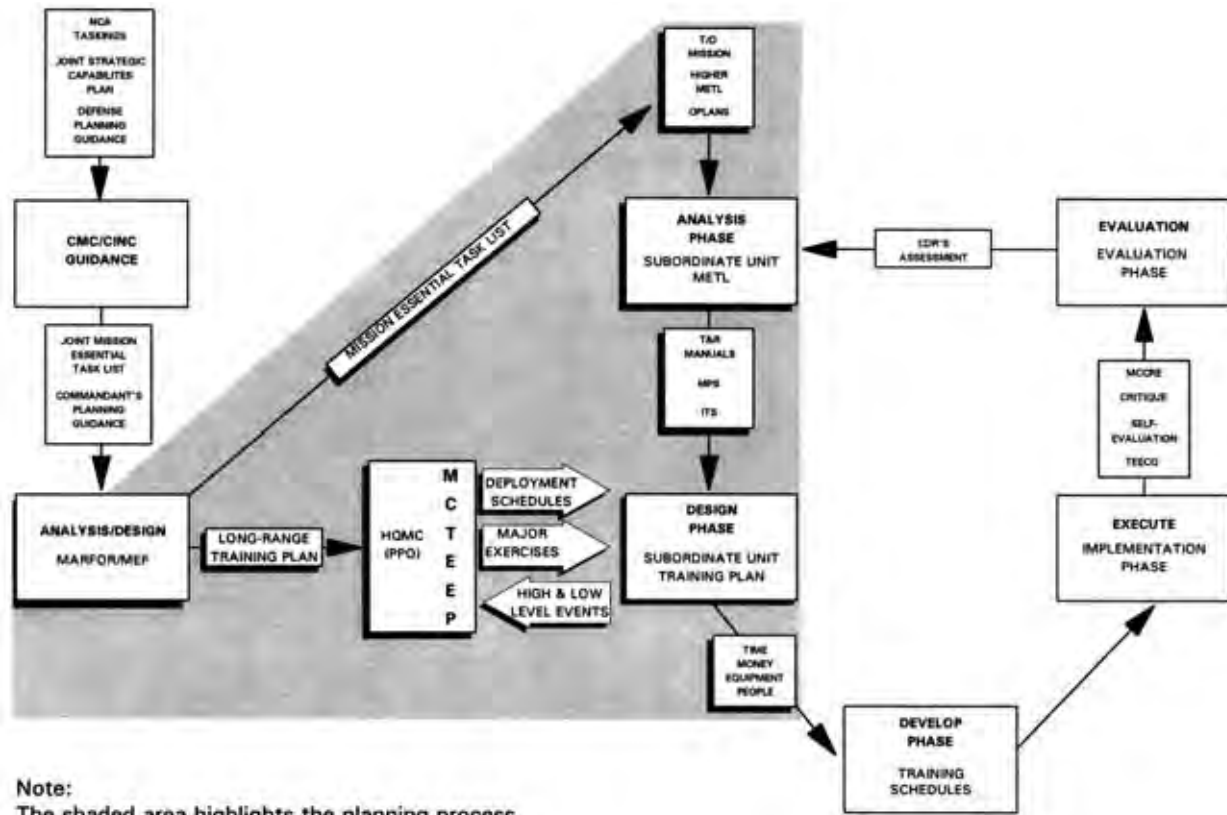 NCA
TASKINGS
JOINT STRATEGIC
CAPABILITES
PLAN
DEFENSE
PLANNING
GUIDANCE
CMC/CINC
GUIDANCE
JOINT MISSION
ESSENTIAL
TASK LIST
COMMANDANT'S
PLANNING
GUIDANCE
ANALYSIS/DESIGN
MARFOR/MEF
MISSION ESSENTIAL TASK LIST
LONG-RANGE
TRAINING PLAN
HQMC
(PPO)
M
C
T
E
E
P
DEPLOYMENT
SCHEDULES
MAJOR
EXERCISES
HIGH & LOW
LEVEL EVENTS
T/O
MISSION
HIGHER
METL
OPLANS
ANALYSIS
PHASE
SUBORDINATE UNIT
METL
T&R
MANUALS
MPS
ITS
DESIGN
PHASE
SUBORDINATE UNIT
TRAINING PLAN
TIME
MONEY
EQUIPMENT
PEOPLE
DEVELOP
PHASE
TRAINING
SCHEDULES
EXECUTE
IMPLEMENTATION
PHASE
MCCRE
CRITIQUE
SELF-
EVALUATION
TEECG
EVALUATION
EVALUATION
PHASE
CDR'S
ASSESSMENT
Note:
The shaded area highlights the planning process